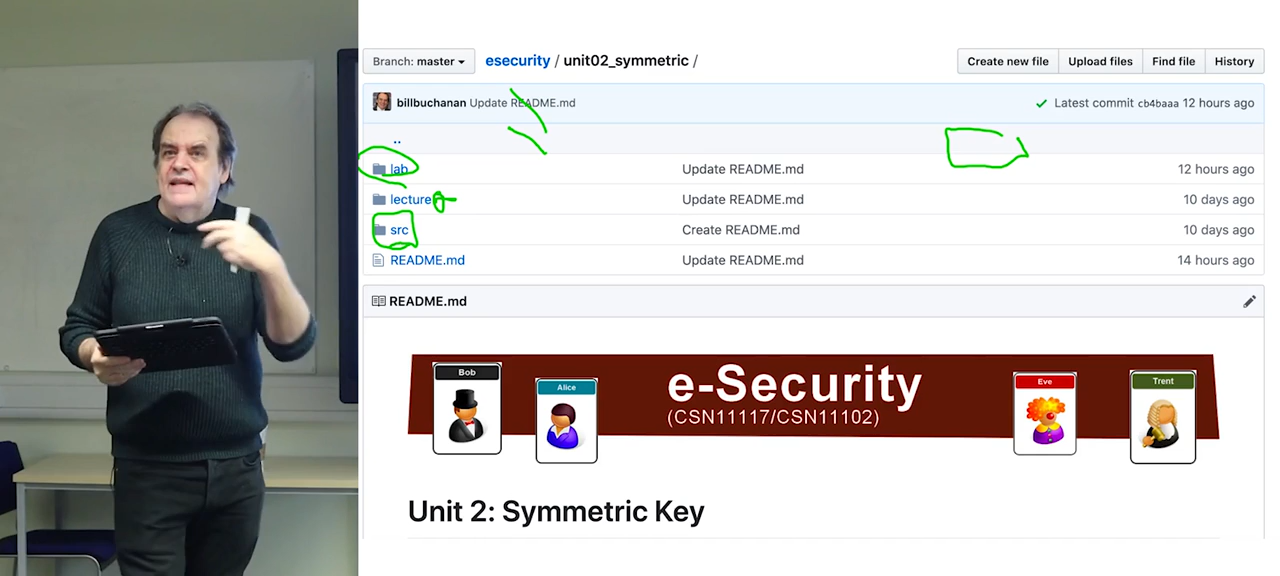 Branch: master esecurity / unit02_symmetric / Create new file Upload files Find file History
billbuchanan Update README.md Latest commit cb4baaa 12 hours ago
..
lab Update README.md 12 hours ago
lecture Update README.md 10 days ago
src Create README.md 10 days ago
README.md Update README.md 14 hours ago
README.md
Bob
Alice
e-Security
(CSN11117/CSN11102)
Eve
Trent
Unit 2: Symmetric Key